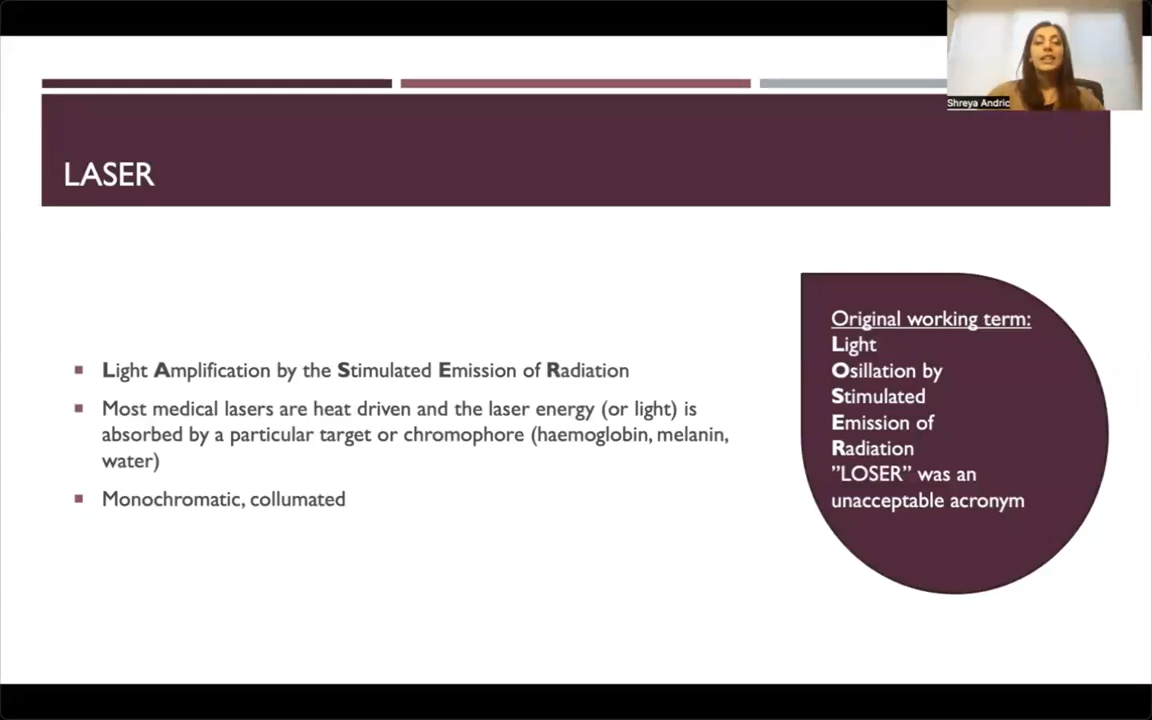 Shreya Andric
LASER
Light Amplification by the Stimulated Emission of Radiation
Most medical lasers are heat driven and the laser energy (or light) is
absorbed by a particular target or chromophore (haemoglobin, melanin,
water)
Monochromatic, collumated
Original working term:
Light
Osillation by
Stimulated
Emission of
Radiation
”LOSER” was an
unacceptable acronym